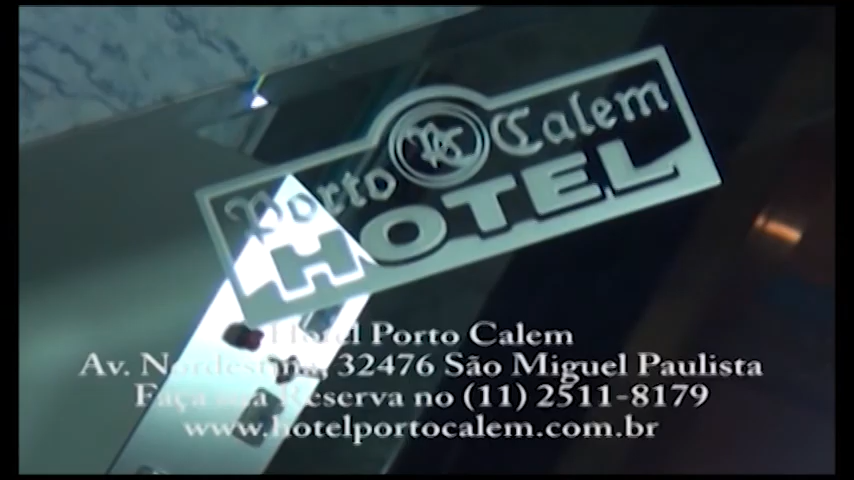 Porto PC Calem
HOTEL
Hotel Porto Calem
Av. Nordestina, 32476 São Miguel Paulista
Faça sua Reserva no (11) 2511-8179
www.hotelportocalem.com.br